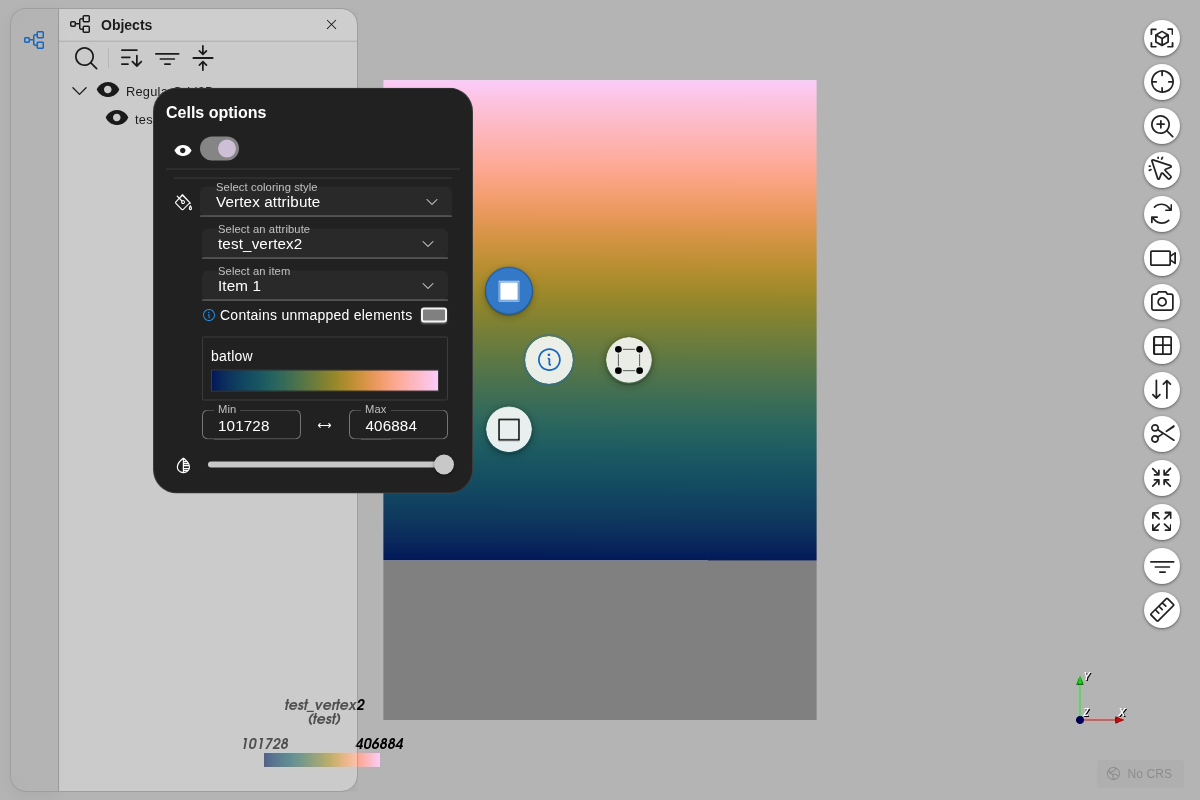 Objects
tes
Cells options
Select coloring style
Vertex attribute
Select an attribute
test_vertex2
Select an item
Item 1
Contains unmapped elements
batlow
Min
101728
Max
406884
test_vertex2
(test)
101728
406884
Y
Z
X
No CRS